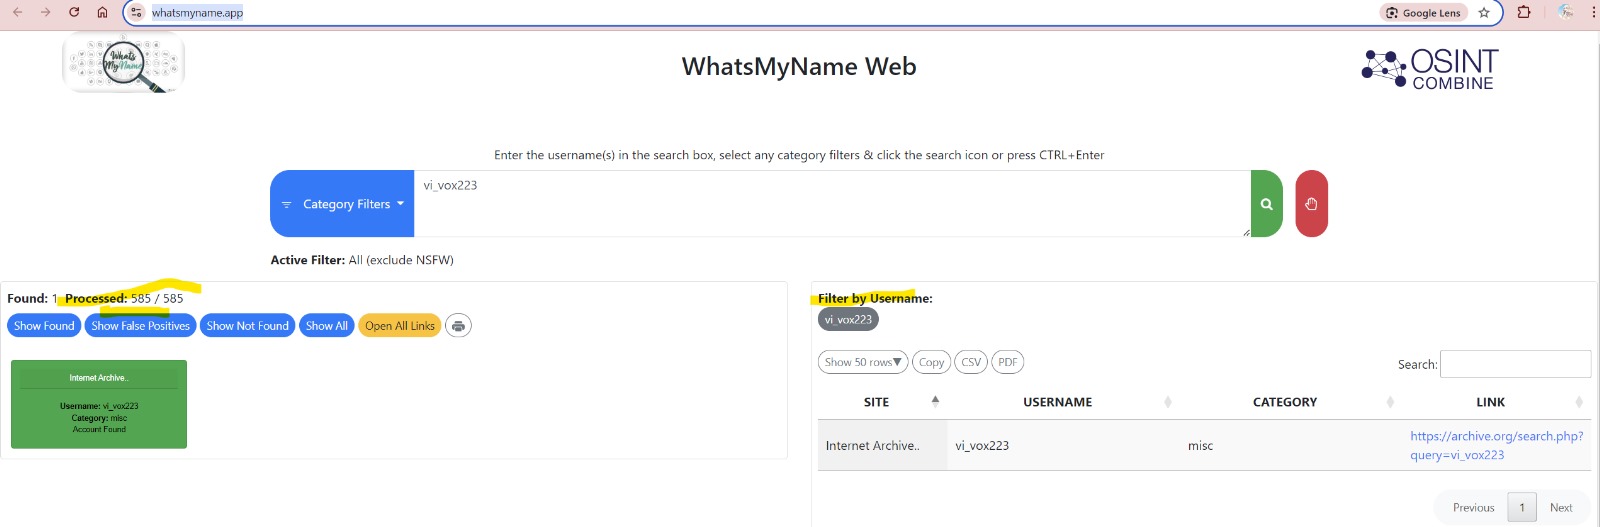 whatsmyname.app
Google Lens
Whats
MyName
WhatsMyName Web
OSINT
COMBINE
Enter the username(s) in the search box, select any category filters & click the search icon or press CTRL+Enter
Category Filters
vi_vox223
Active Filter: All (exclude NSFW)
Found: 1 Processed: 585 / 585
Show Found Show False Positives Show Not Found Show All Open All Links
Internet Archive..
Username: vi_vox223
Category: misc
Account Found
Filter by Username:
vi_vox223
Show 50 rows▼ Copy CSV PDF
Search:
SITE USERNAME CATEGORY LINK
Internet Archive.. vi_vox223 misc https://archive.org/search.php?
query=vi_vox223
Previous 1 Next